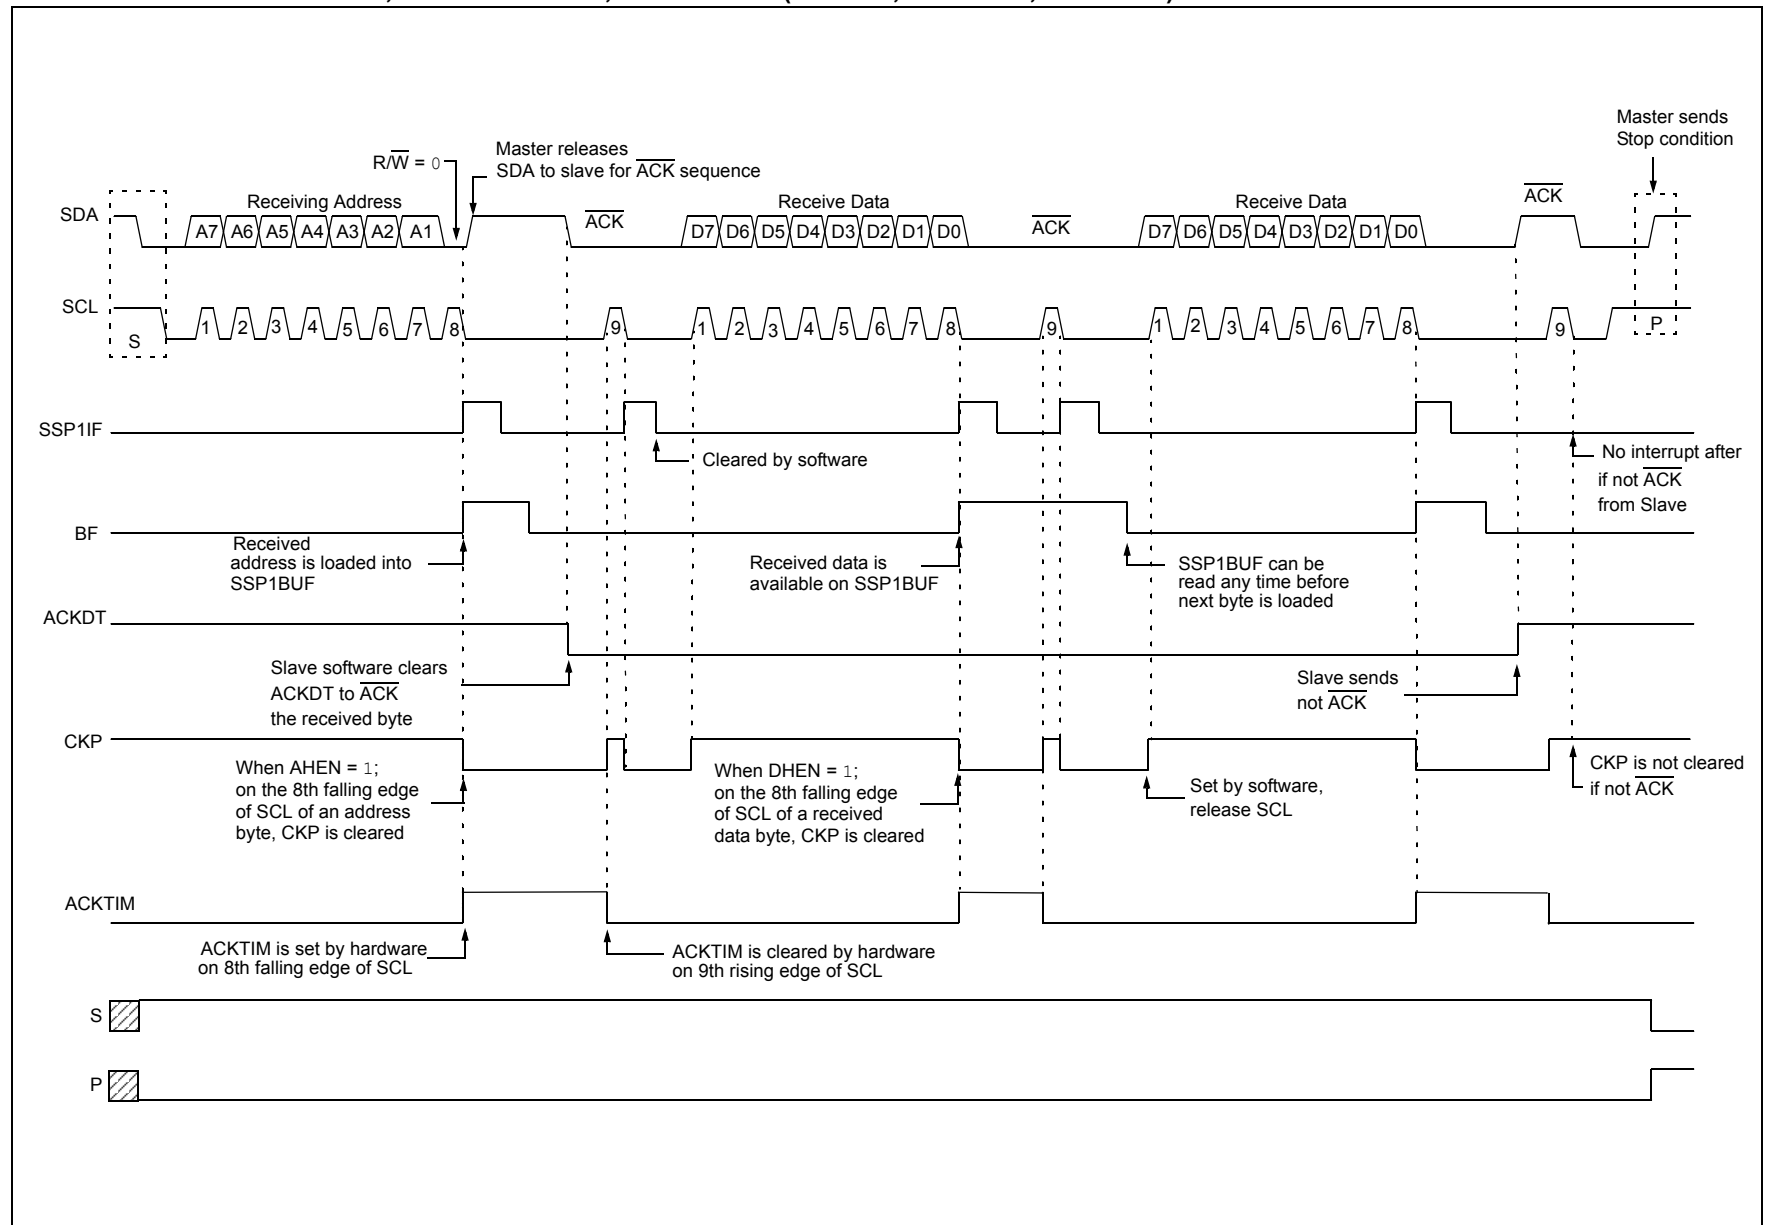 Master sends
Stop condition
R/W = 0
Master releases
SDA to slave for ACK sequence
SDA
Receiving Address
A7 A6 A5 A4 A3 A2 A1
ACK
Receive Data
D7 D6 D5 D4 D3 D2 D1 D0
ACK
Receive Data
D7 D6 D5 D4 D3 D2 D1 D0
ACK
SCL
S
1 2 3 4 5 6 7 8
9
1 2 3 4 5 6 7 8
9
1 2 3 4 5 6 7 8
9
P
SSP1IF
Cleared by software
No interrupt after
if not ACK
from Slave
BF
Received
address is loaded into
SSP1BUF
Received data is
available on SSP1BUF
SSP1BUF can be
read any time before
next byte is loaded
ACKDT
Slave software clears
ACKDT to ACK
the received byte
Slave sends
not ACK
CKP
When AHEN = 1;
on the 8th falling edge
of SCL of an address
byte, CKP is cleared
When DHEN = 1;
on the 8th falling edge
of SCL of a received
data byte, CKP is cleared
Set by software,
release SCL
CKP is not cleared
if not ACK
ACKTIM
ACKTIM is set by hardware
on 8th falling edge of SCL
ACKTIM is cleared by hardware
on 9th rising edge of SCL
S
P